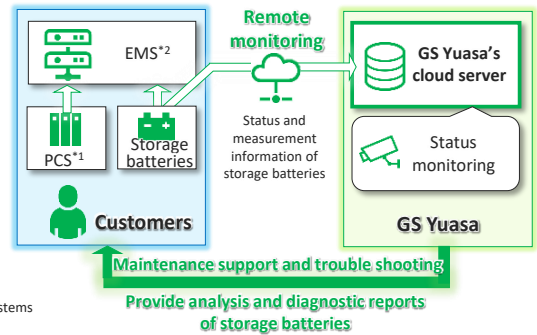 Remote
monitoring
EMS*2
GS Yuasa's
cloud server
PCS*1
Storage
batteries
Status and
measurement
information of
storage batteries
Status
monitoring
Customers
GS Yuasa
Maintenance support and trouble shooting
Provide analysis and diagnostic reports
of storage batteries